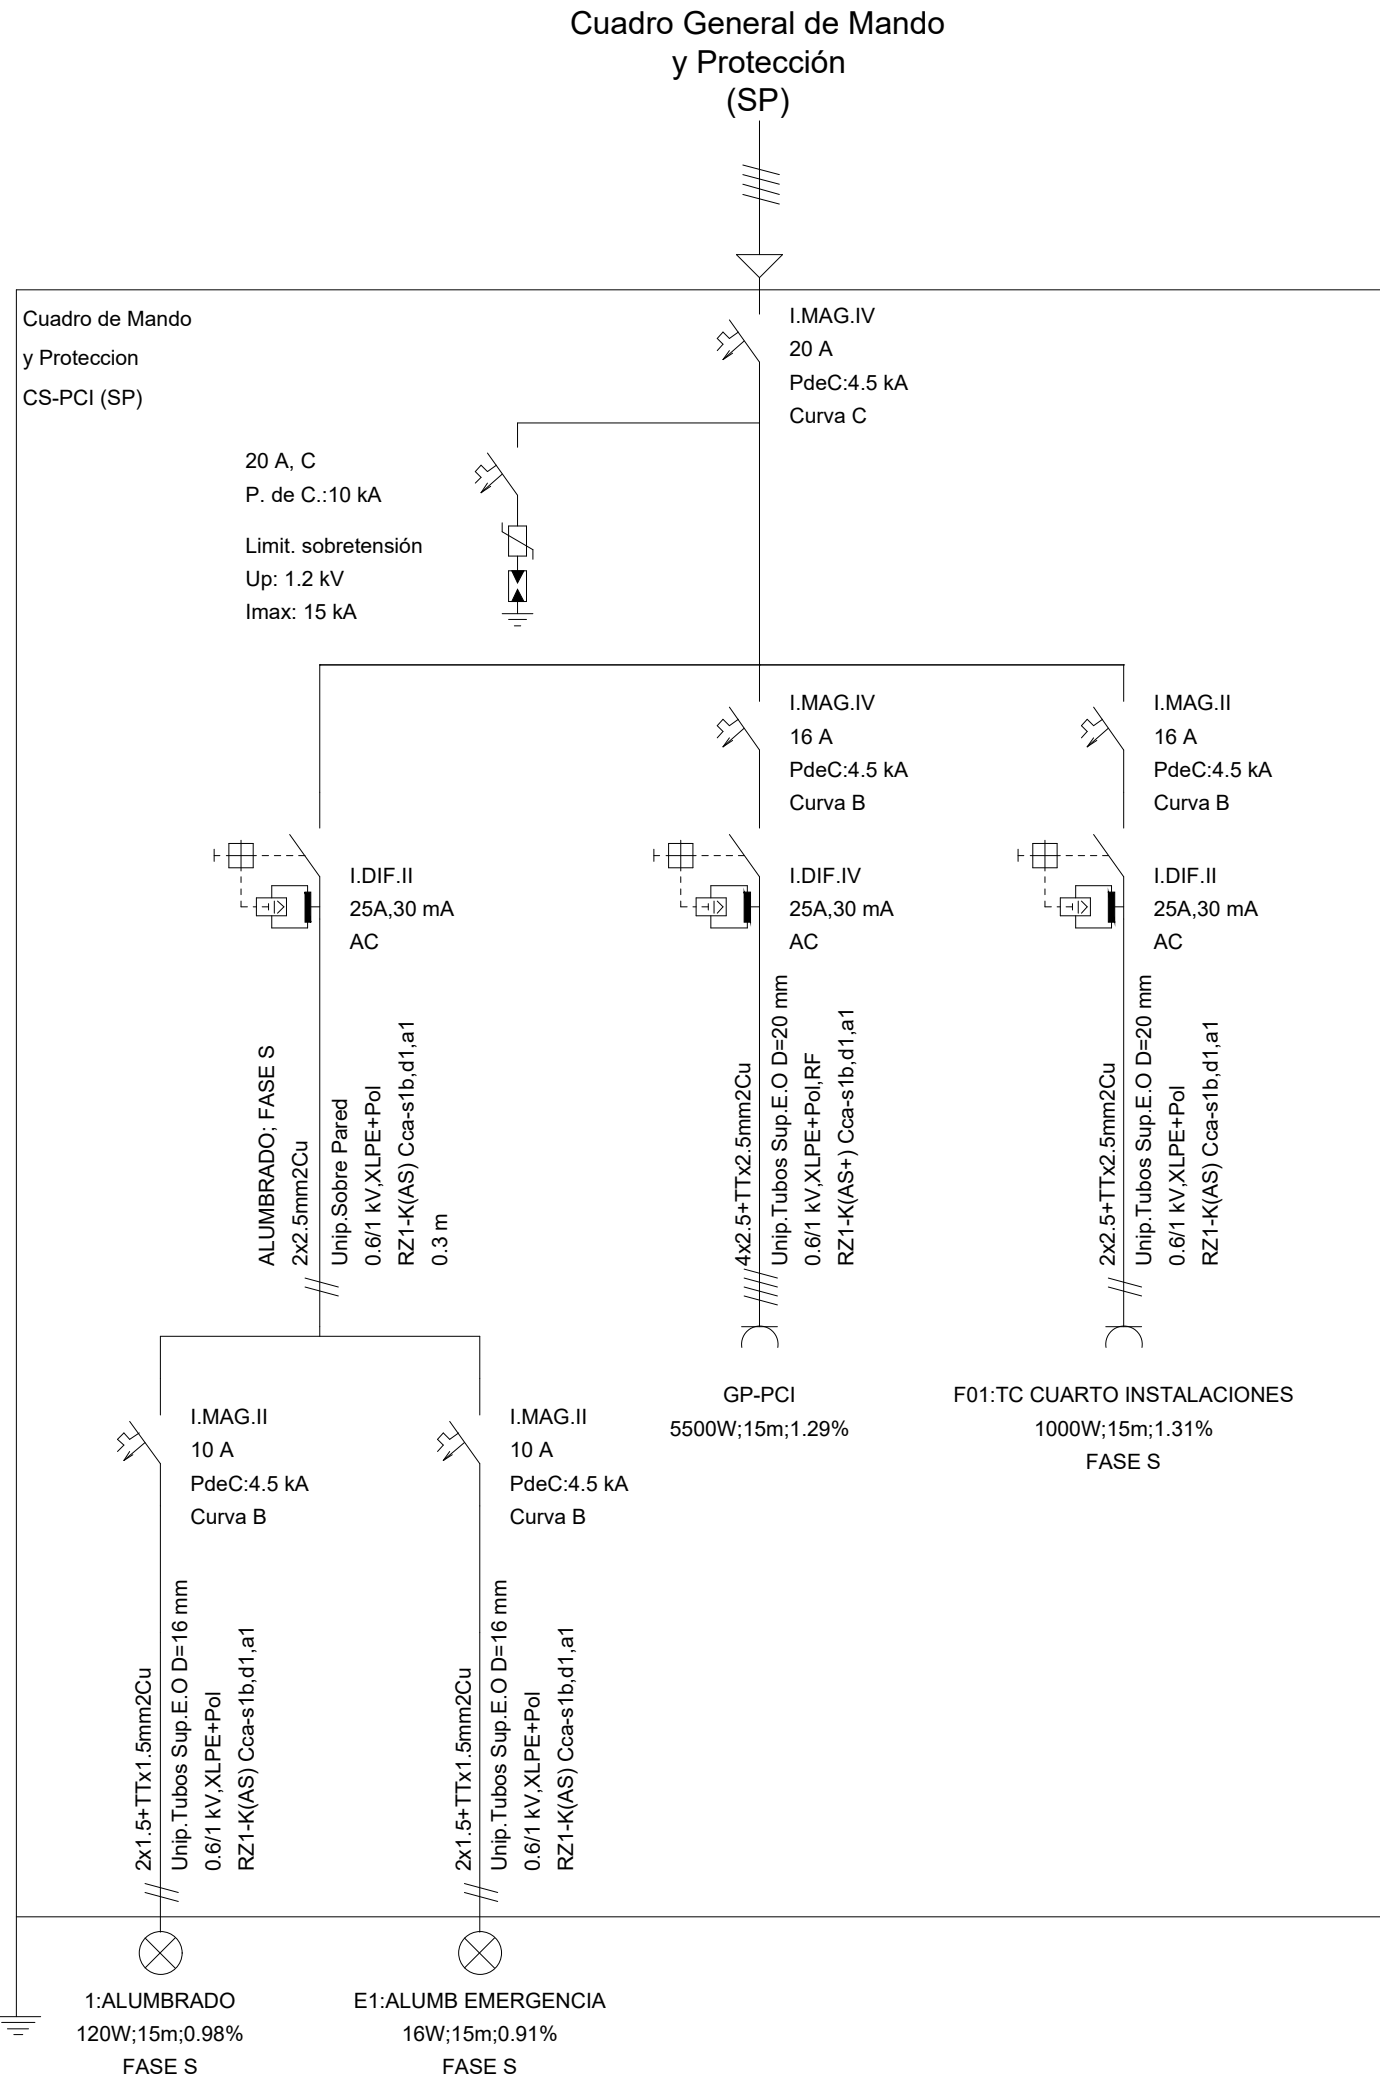 Cuadro General de Mando
y Protección
(SP)
Cuadro de Mando
y Proteccion
CS-PCI (SP)
I.MAG.IV
20 A
PdeC:4.5 kA
Curva C
20 A, C
P. de C.:10 kA
Limit. sobretensión
Up: 1.2 kV
Imax: 15 kA
I.MAG.IV
16 A
PdeC:4.5 kA
Curva B
I.MAG.II
16 A
PdeC:4.5 kA
Curva B
I.DIF.II
25A,30 mA
AC
I.DIF.IV
25A,30 mA
AC
I.DIF.II
25A,30 mA
AC
ALUMBRADO; FASE S
2x2.5mm2Cu
Unip.Sobre Pared
0.6/1 kV,XLPE+Pol
RZ1-K(AS) Cca-s1b,d1,a1
0.3 m
4x2.5+TTx2.5mm2Cu
Unip.Tubos Sup.E.O D=20 mm
0.6/1 kV,XLPE+Pol,RF
RZ1-K(AS+) Cca-s1b,d1,a1
2x2.5+TTx2.5mm2Cu
Unip.Tubos Sup.E.O D=20 mm
0.6/1 kV,XLPE+Pol
RZ1-K(AS) Cca-s1b,d1,a1
GP-PCI
5500W;15m;1.29%
F01:TC CUARTO INSTALACIONES
1000W;15m;1.31%
FASE S
I.MAG.II
10 A
PdeC:4.5 kA
Curva B
I.MAG.II
10 A
PdeC:4.5 kA
Curva B
2x1.5+TTx1.5mm2Cu
Unip.Tubos Sup.E.O D=16 mm
0.6/1 kV,XLPE+Pol
RZ1-K(AS) Cca-s1b,d1,a1
2x1.5+TTx1.5mm2Cu
Unip.Tubos Sup.E.O D=16 mm
0.6/1 kV,XLPE+Pol
RZ1-K(AS) Cca-s1b,d1,a1
1:ALUMBRADO
120W;15m;0.98%
FASE S
E1:ALUMB EMERGENCIA
16W;15m;0.91%
FASE S